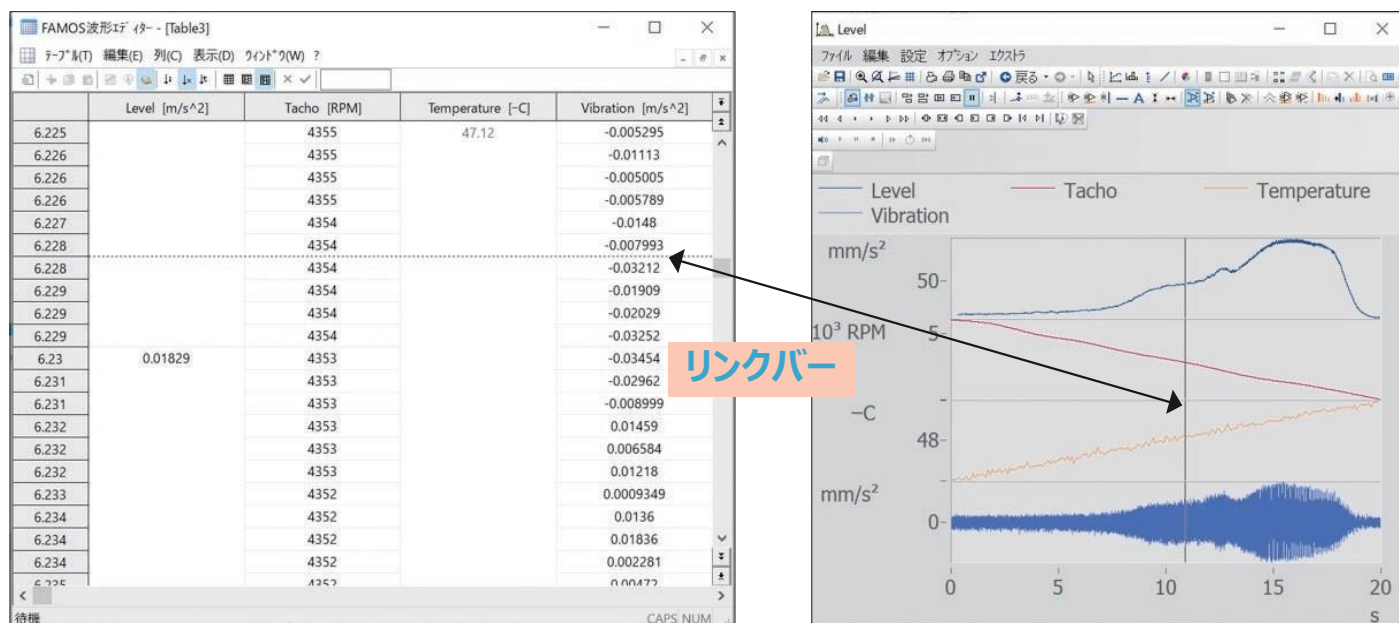 FAMOS波形ｴﾃﾞｨﾀｰ - [Table3]
ﾃｰﾌﾞﾙ(T) 編集(E) 列(C) 表示(D) ｳｨﾝﾄﾞｳ(W) ?
Level [m/s^2] Tacho [RPM] Temperature [−C] Vibration [m/s^2]
6.225 4355 47.12 -0.005295
6.226 4355 -0.01113
6.226 4355 -0.005005
6.226 4355 -0.005789
6.227 4354 -0.0148
6.228 4354 -0.007993
6.228 4354 -0.03212
6.229 4354 -0.01909
6.229 4354 -0.02029
6.229 4354 -0.03252
6.23 0.01829 4353 -0.03454
6.231 4353 -0.02962
6.231 4353 -0.008999
6.232 4353 0.01459
6.232 4353 0.006584
6.232 4353 0.01218
6.233 4352 0.0009349
6.234 4352 0.0136
6.234 4352 0.01836
6.234 4352 0.002281
6.235 4352 0.00472
待機 CAPS NUM
リンクバー
Level
ファイル 編集 設定 オプション エクストラ
戻る
Level Tacho Temperature
Vibration
mm/s²
50
10³ RPM
5
−C
48
mm/s²
0
0 5 10 15 20
s